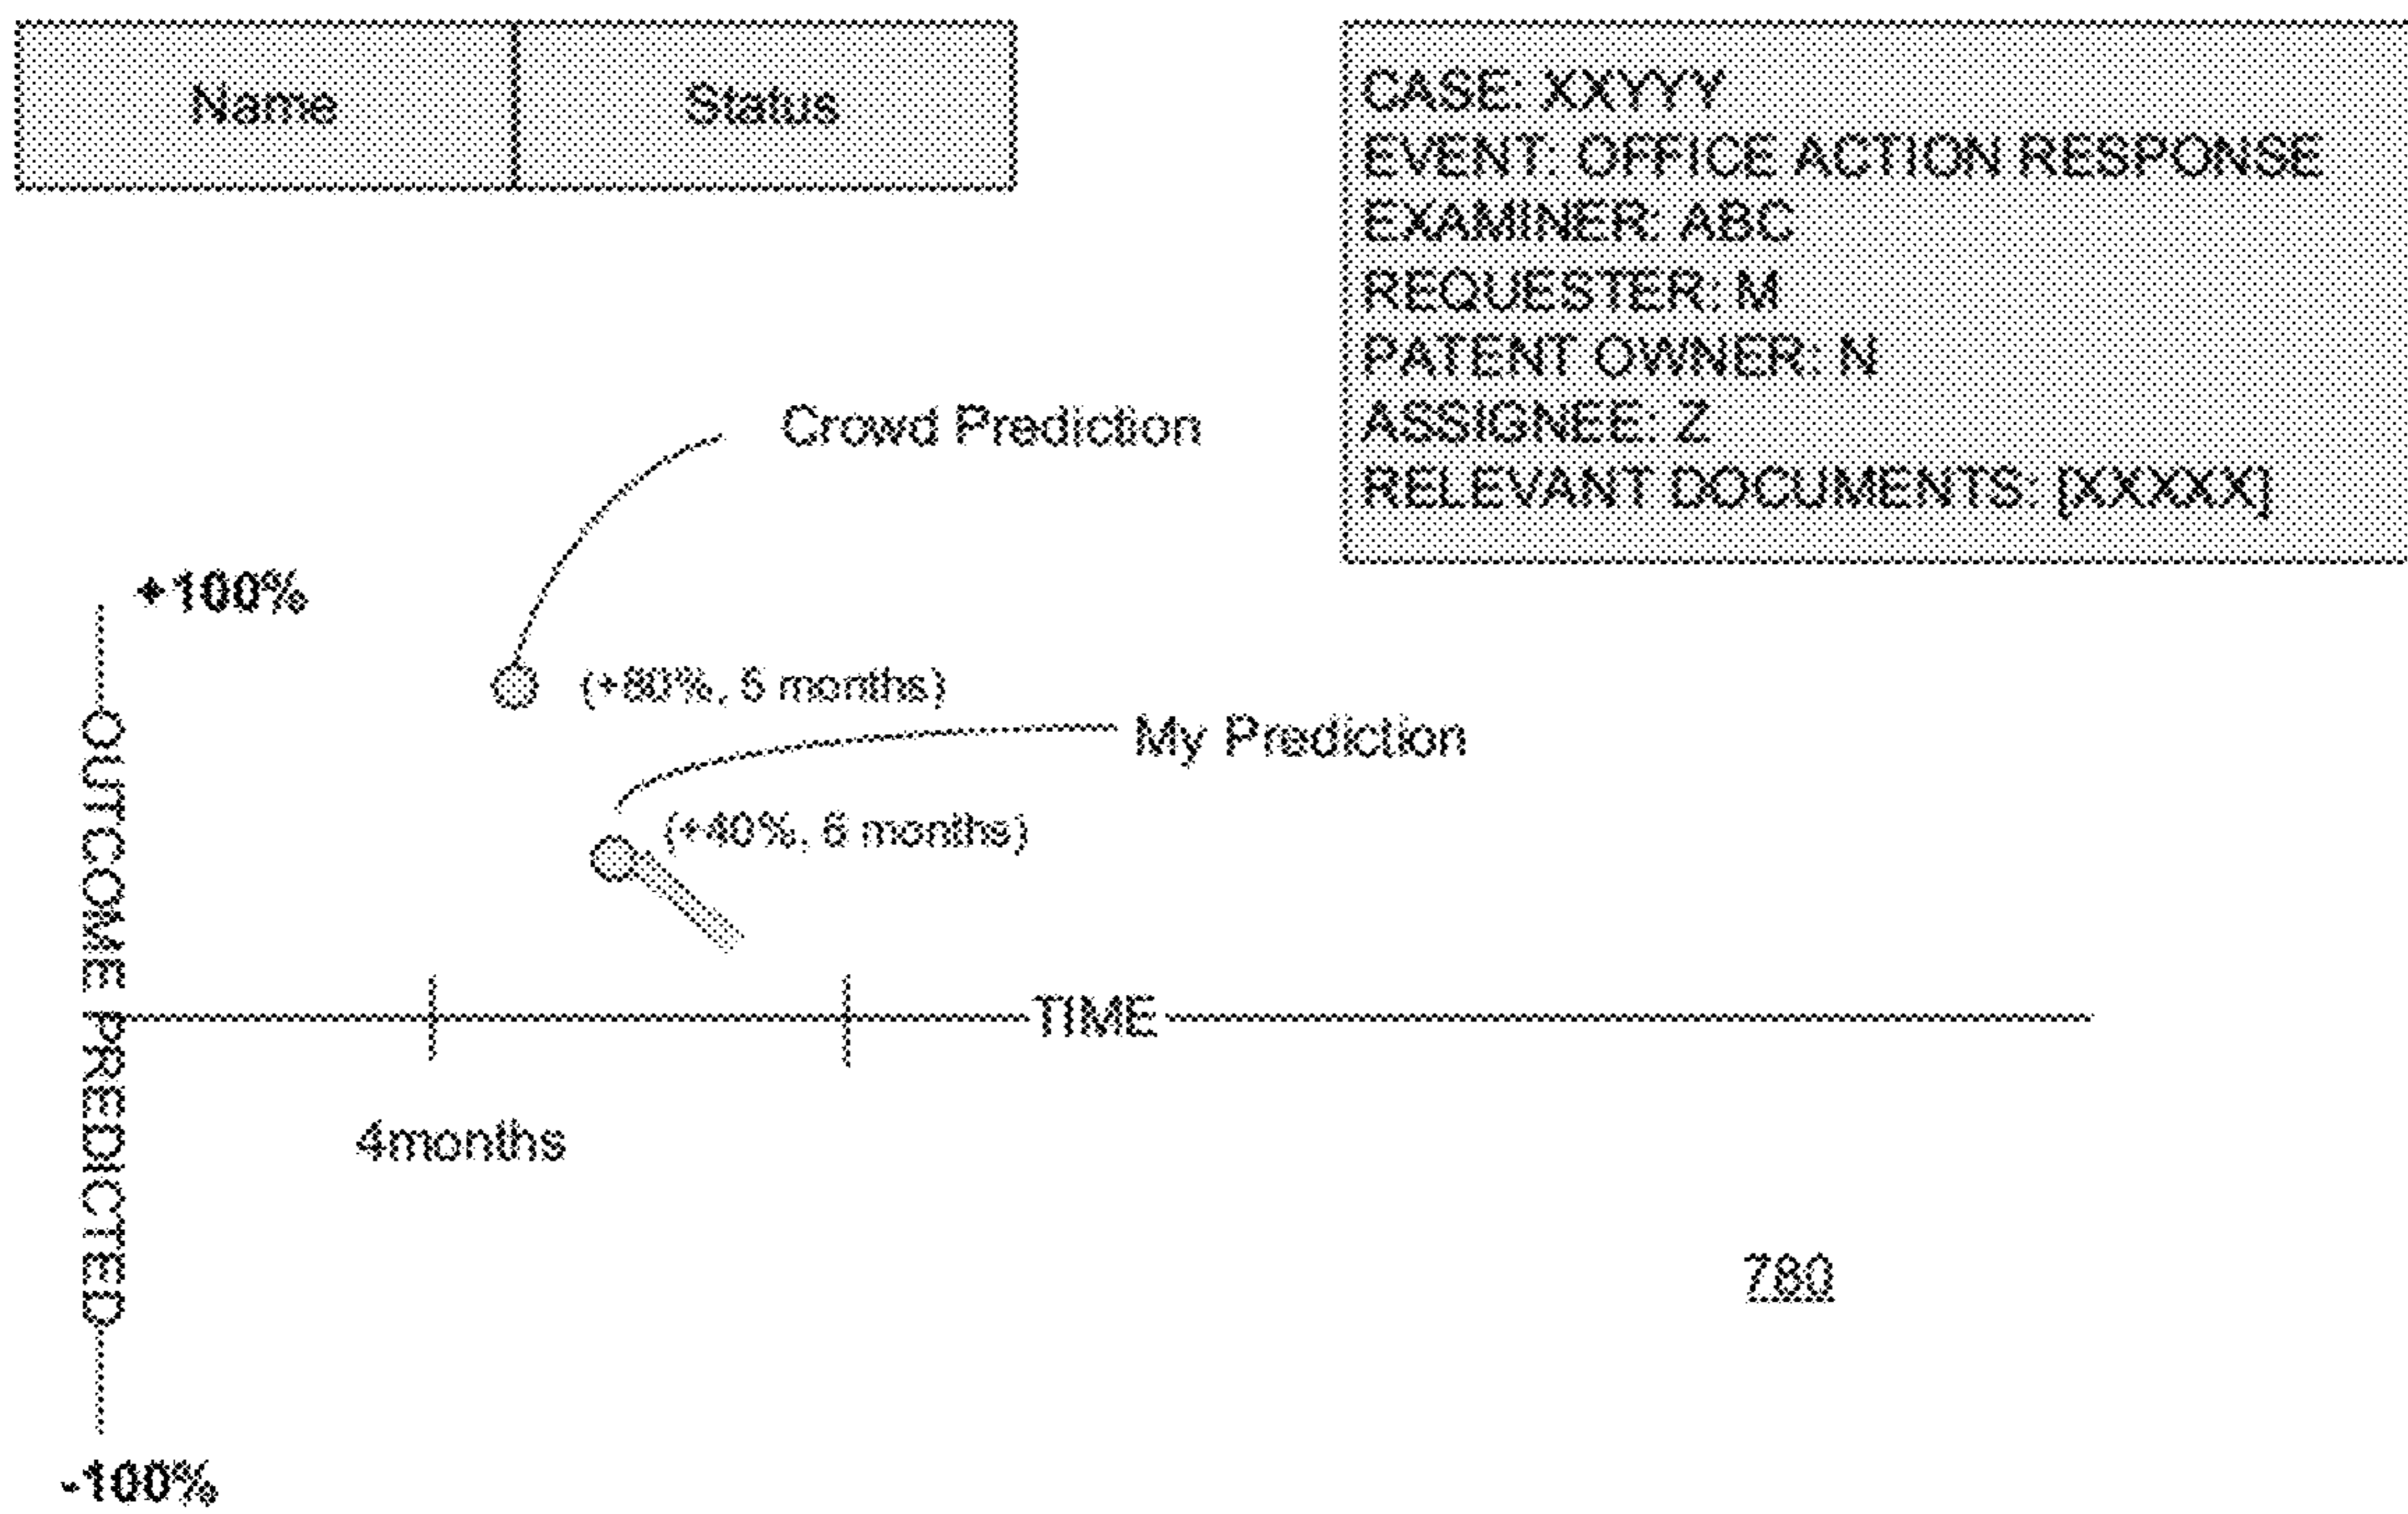 Name
Status
CASE: XXYYY
EVENT: OFFICE ACTION RESPONSE
EXAMINER: ABC
REQUESTER: M
PATENT OWNER: N
ASSIGNEE: Z
RELEVANT DOCUMENTS: [XXXXX]
Crowd Prediction
+100%
(+80%, 5 months)
My Prediction
(+40%, 6 months)
OUTCOME PREDICTED
TIME
4months
780
-100%